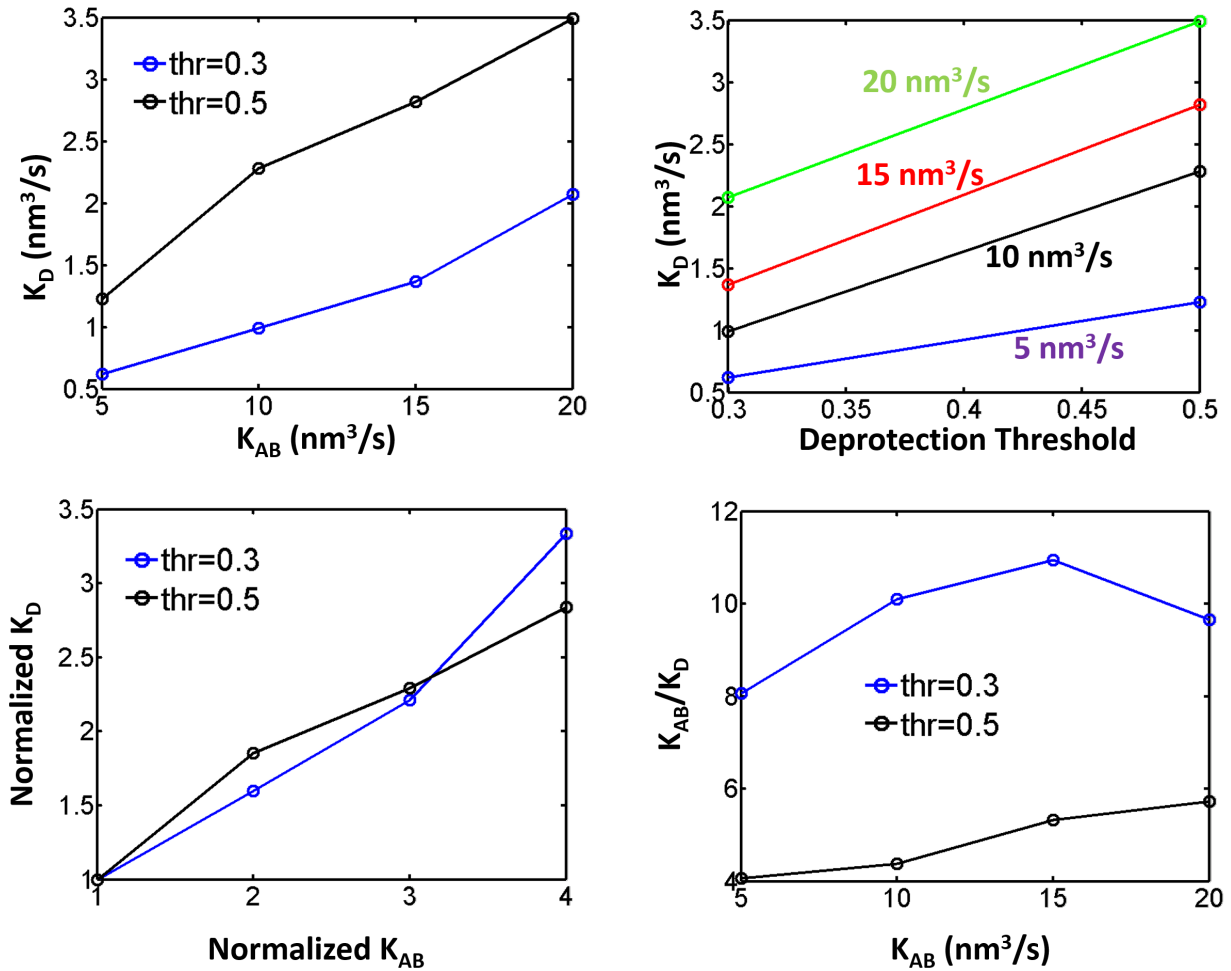 3.5
3
2.5
2
1.5
1
0.5
5
10
15
20
K_D (nm³/s)
K_AB (nm³/s)
thr=0.3
thr=0.5
3.5
3
2.5
2
1.5
1
0.5
0.3
0.35
0.4
0.45
0.5
K_D (nm³/s)
Deprotection Threshold
20 nm³/s
15 nm³/s
10 nm³/s
5 nm³/s
3.5
3
2.5
2
1.5
1
1
2
3
4
Normalized K_D
Normalized K_AB
thr=0.3
thr=0.5
12
10
8
6
4
5
10
15
20
K_AB/K_D
K_AB (nm³/s)
thr=0.3
thr=0.5